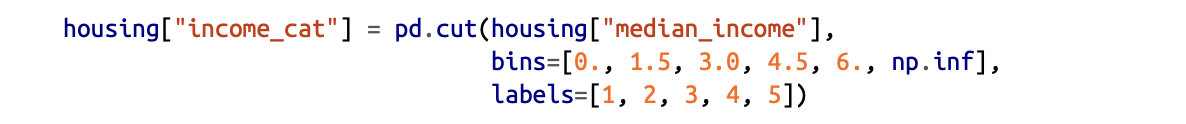 housing["income_cat"] = pd.cut(housing["median_income"],
                               bins=[0., 1.5, 3.0, 4.5, 6., np.inf],
                               labels=[1, 2, 3, 4, 5])